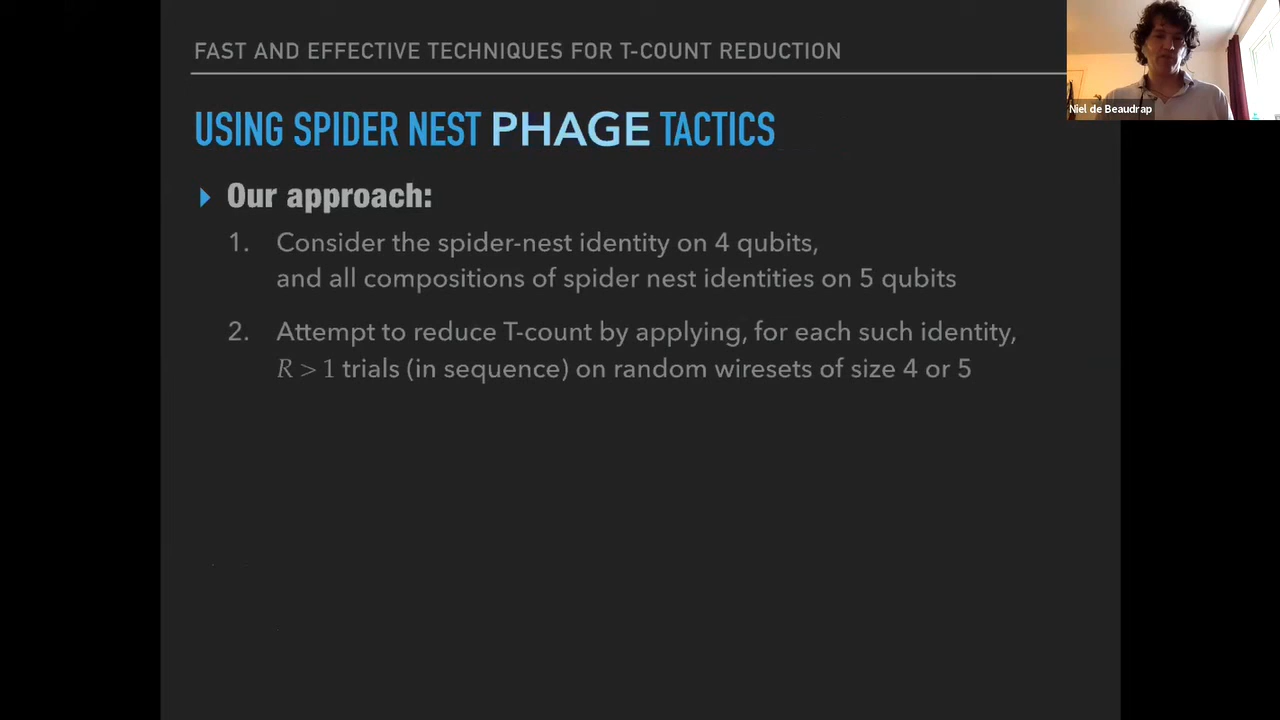 FAST AND EFFECTIVE TECHNIQUES FOR T-COUNT REDUCTION
Niel de Beaudrap
USING SPIDER NEST PHAGE TACTICS
Our approach:
1. Consider the spider-nest identity on 4 qubits,
and all compositions of spider nest identities on 5 qubits
2. Attempt to reduce T-count by applying, for each such identity,
R > 1 trials (in sequence) on random wiresets of size 4 or 5